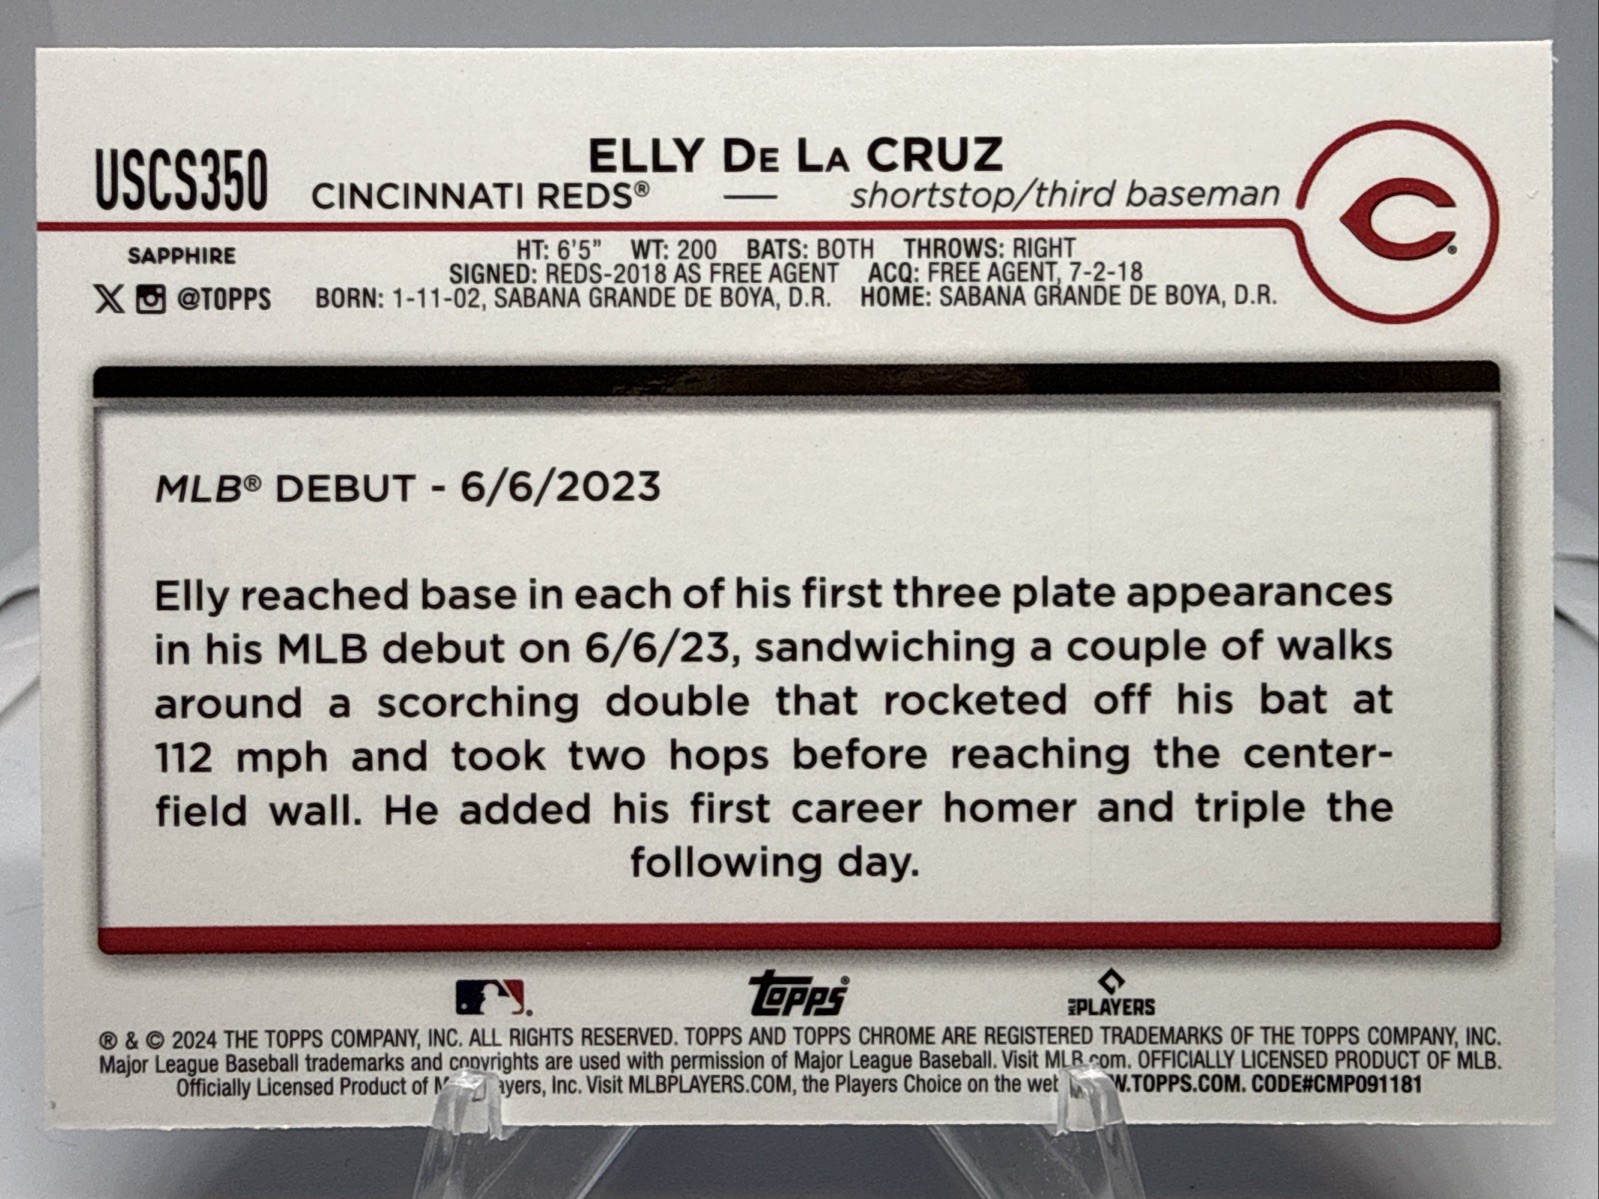 USCS350
ELLY DE LA CRUZ
CINCINNATI REDS® — shortstop/third baseman
SAPPHIRE
@TOPPS
HT: 6'5" WT: 200 BATS: BOTH THROWS: RIGHT
SIGNED: REDS-2018 AS FREE AGENT ACQ: FREE AGENT, 7-2-18
BORN: 1-11-02, SABANA GRANDE DE BOYA, D.R. HOME: SABANA GRANDE DE BOYA, D.R.
C®
MLB® DEBUT - 6/6/2023
Elly reached base in each of his first three plate appearances
in his MLB debut on 6/6/23, sandwiching a couple of walks
around a scorching double that rocketed off his bat at
112 mph and took two hops before reaching the center-
field wall. He added his first career homer and triple the
following day.
Topps®
MLB PLAYERS
® & © 2024 THE TOPPS COMPANY, INC. ALL RIGHTS RESERVED. TOPPS AND TOPPS CHROME ARE REGISTERED TRADEMARKS OF THE TOPPS COMPANY, INC.
Major League Baseball trademarks and copyrights are used with permission of Major League Baseball. Visit MLB.com. OFFICIALLY LICENSED PRODUCT OF MLB.
Officially Licensed Product of Players, Inc. Visit MLBPLAYERS.COM, the Players Choice on the web WWW.TOPPS.COM. CODE#CMP091181